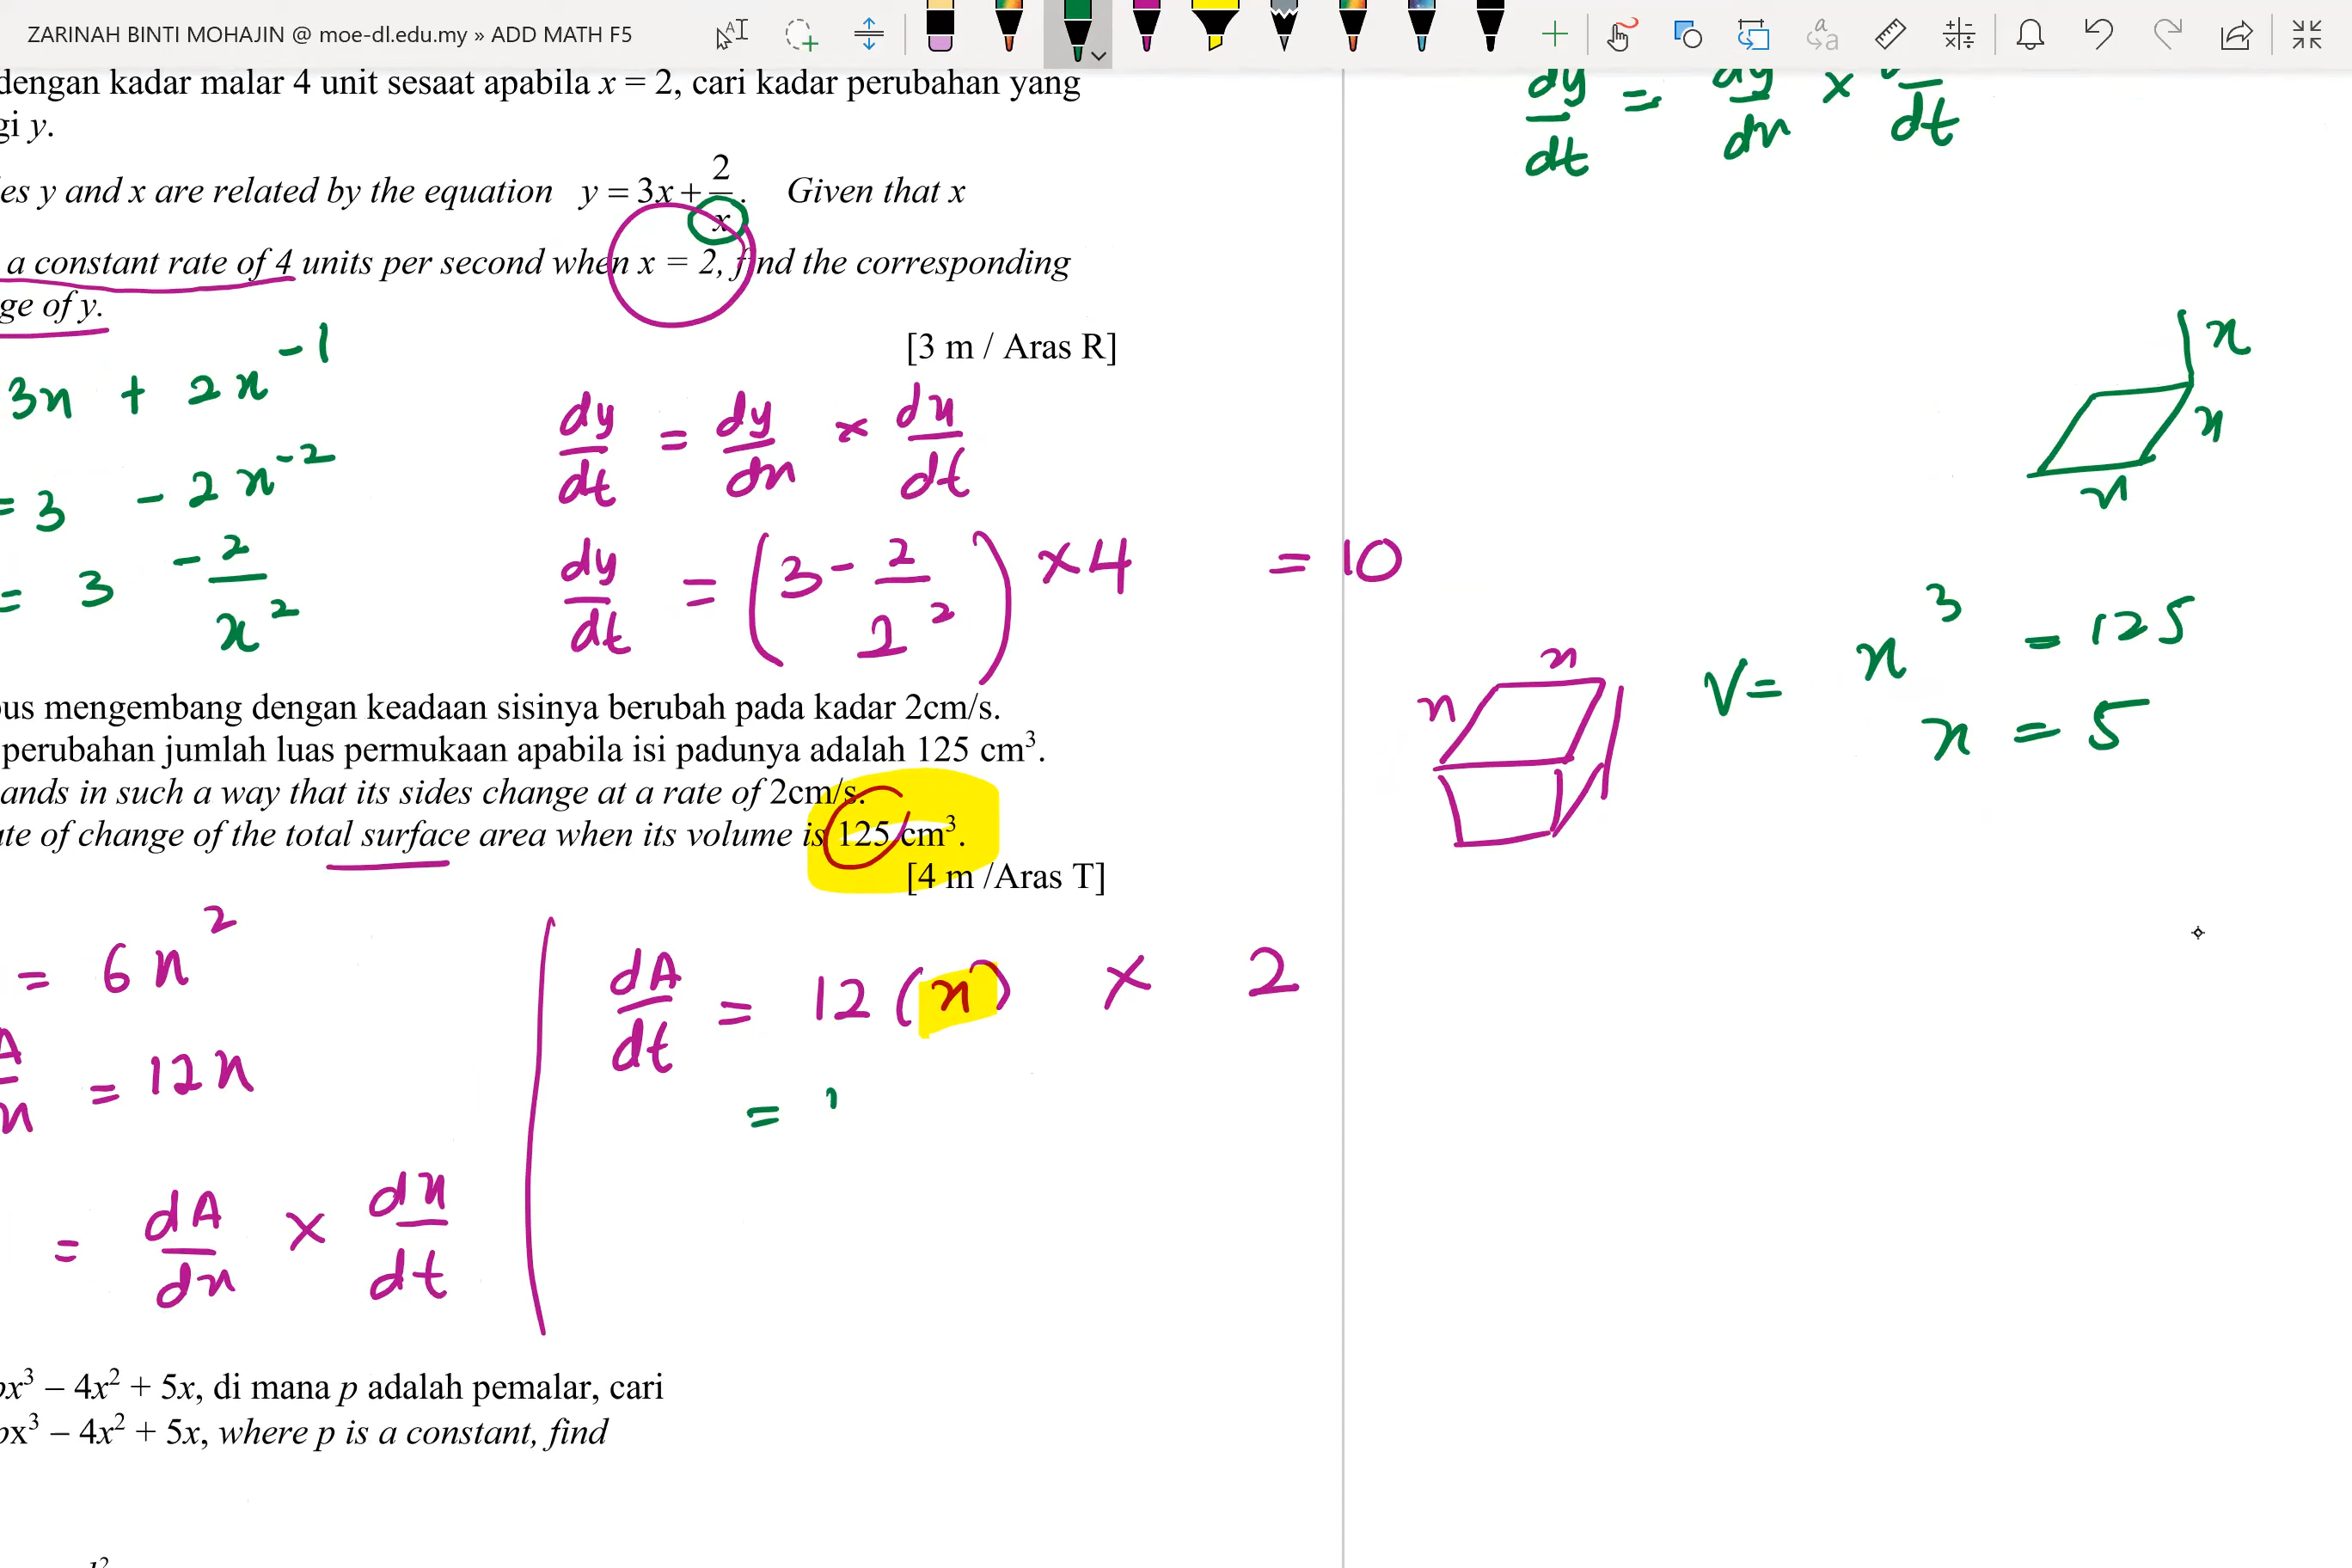 ZARINAH BINTI MOHAJIN @ moe-dl.edu.my » ADD MATH F5
dengan kadar malar 4 unit sesaat apabila x = 2, cari kadar perubahan yang
gi y.
es y and x are related by the equation y = 3x + 2/x. Given that x
a constant rate of 4 units per second when x = 2, find the corresponding
ge of y.
[3 m / Aras R]
3x + 2x⁻¹
= 3 - 2x⁻²
= 3 - 2/x²
dy/dt = dy/dx × dx/dt
dy/dt = (3 - 2/2²) × 4 = 10
us mengembang dengan keadaan sisinya berubah pada kadar 2cm/s.
perubahan jumlah luas permukaan apabila isi padunya adalah 125 cm³.
ands in such a way that its sides change at a rate of 2cm/s.
te of change of the total surface area when its volume is 125 cm³.
[4 m /Aras T]
= 6x²
= 12x
= dA/dx × dx/dt
dA/dt = 12 (x) × 2
=
px³ – 4x² + 5x, di mana p adalah pemalar, cari
px³ – 4x² + 5x, where p is a constant, find
dy/dt = dy/dx ×  /dt
x
x
x
x
x
V = x³ = 125
x = 5